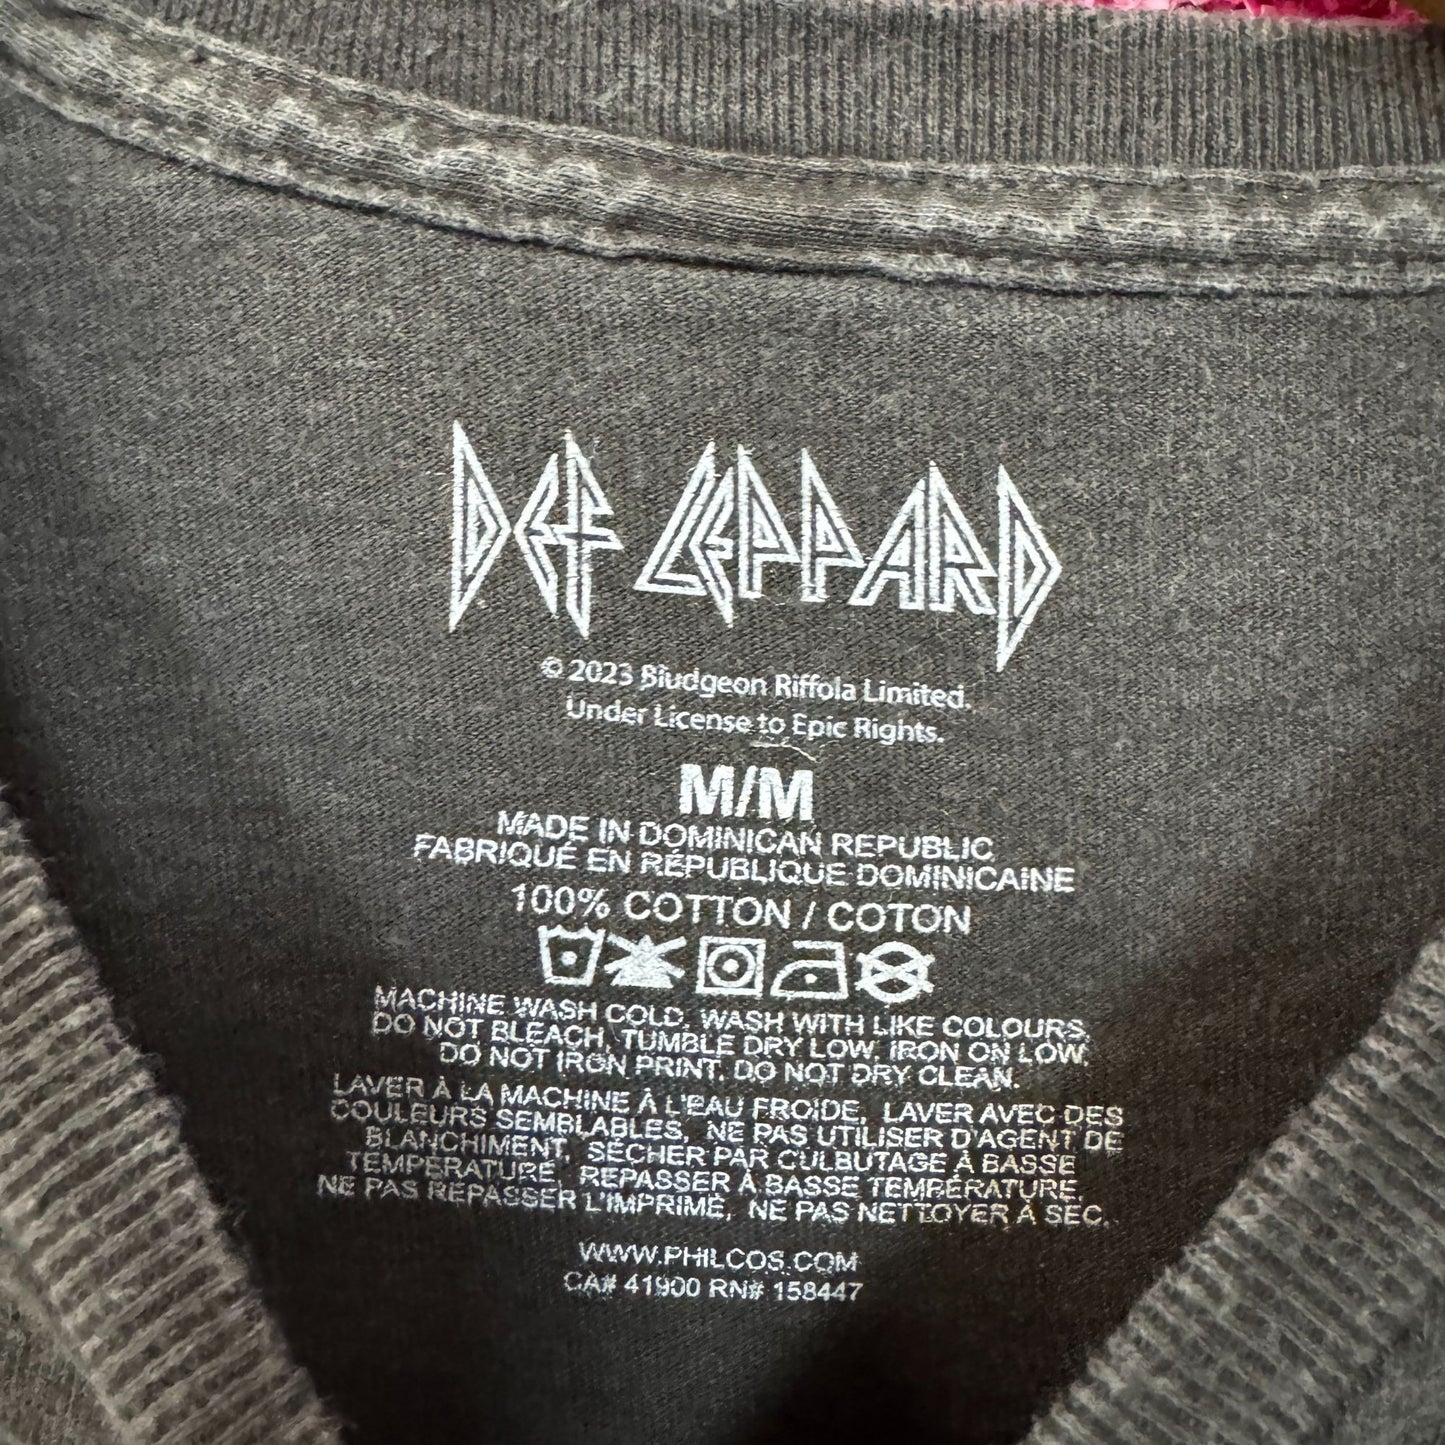 DEF LEPPARD
© 2023 Bludgeon Riffola Limited.
Under License to Epic Rights.
M/M
MADE IN DOMINICAN REPUBLIC
FABRIQUÉ EN RÉPUBLIQUE DOMINICAINE
100% COTTON / COTON
MACHINE WASH COLD, WASH WITH LIKE COLOURS,
DO NOT BLEACH, TUMBLE DRY LOW, IRON ON LOW,
DO NOT IRON PRINT. DO NOT DRY CLEAN.
LAVER À LA MACHINE À L'EAU FROIDE, LAVER AVEC DES
COULEURS SEMBLABLES, NE PAS UTILISER D'AGENT DE
BLANCHIMENT, SÉCHER PAR CULBUTAGE À BASSE
TEMPÉRATURE, REPASSER À BASSE TEMPÉRATURE.
NE PAS REPASSER L'IMPRIMÉ, NE PAS NETTOYER À SEC.
WWW.PHILCOS.COM
CA# 41900 RN# 158447